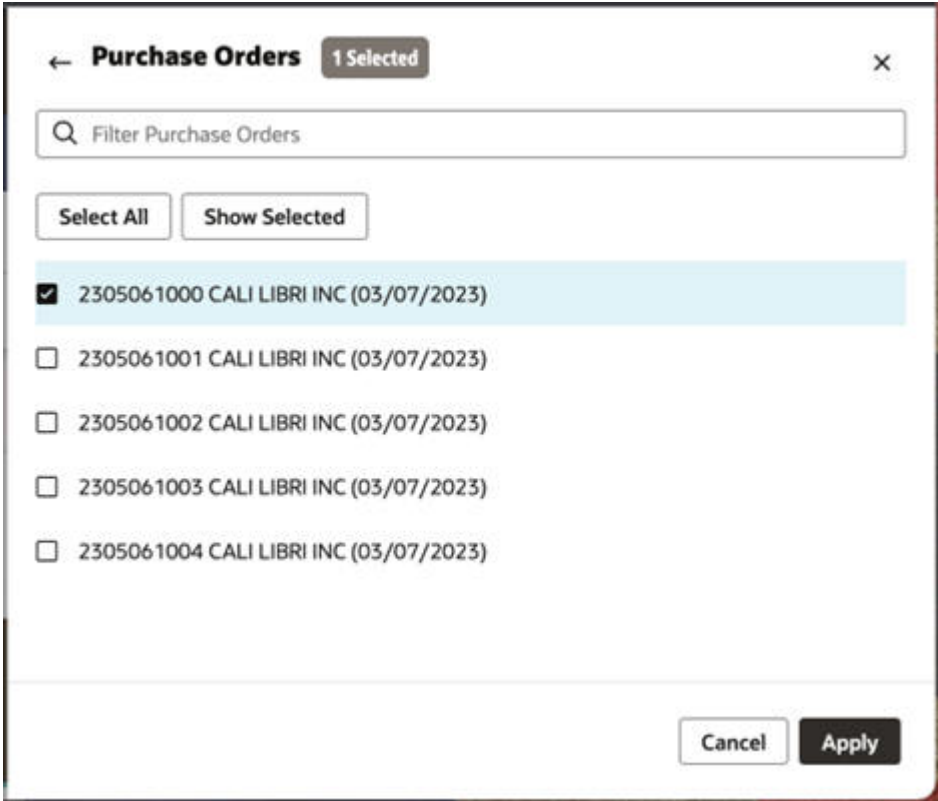 ← Purchase Orders 1 Selected
Filter Purchase Orders
Select All Show Selected
2305061000 CALI LIBRI INC (03/07/2023)
2305061001 CALI LIBRI INC (03/07/2023)
2305061002 CALI LIBRI INC (03/07/2023)
2305061003 CALI LIBRI INC (03/07/2023)
2305061004 CALI LIBRI INC (03/07/2023)
Cancel Apply